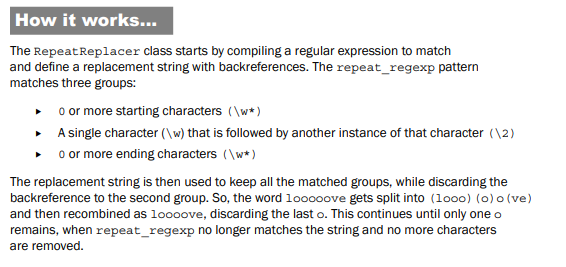 How it works...
The RepeatReplacer class starts by compiling a regular expression to match
and define a replacement string with backreferences. The repeat_regexp pattern
matches three groups:
▶ 0 or more starting characters (\w*)
▶ A single character (\w) that is followed by another instance of that character (\2)
▶ 0 or more ending characters (\w*)
The replacement string is then used to keep all the matched groups, while discarding the
backreference to the second group. So, the word looooove gets split into (looo)(o)o(ve)
and then recombined as loooove, discarding the last o. This continues until only one o
remains, when repeat_regexp no longer matches the string and no more characters
are removed.